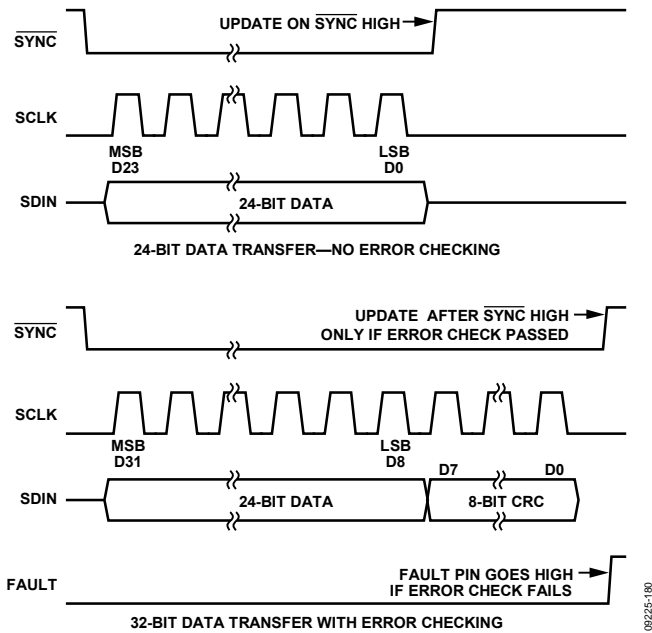 UPDATE ON SYNC HIGH
SYNC
SCLK
MSB
D23
LSB
D0
SDIN
24-BIT DATA
24-BIT DATA TRANSFER—NO ERROR CHECKING
UPDATE AFTER SYNC HIGH
ONLY IF ERROR CHECK PASSED
SYNC
SCLK
MSB
D31
LSB
D8
D7
D0
SDIN
24-BIT DATA
8-BIT CRC
FAULT PIN GOES HIGH
IF ERROR CHECK FAILS
FAULT
32-BIT DATA TRANSFER WITH ERROR CHECKING
09225-180